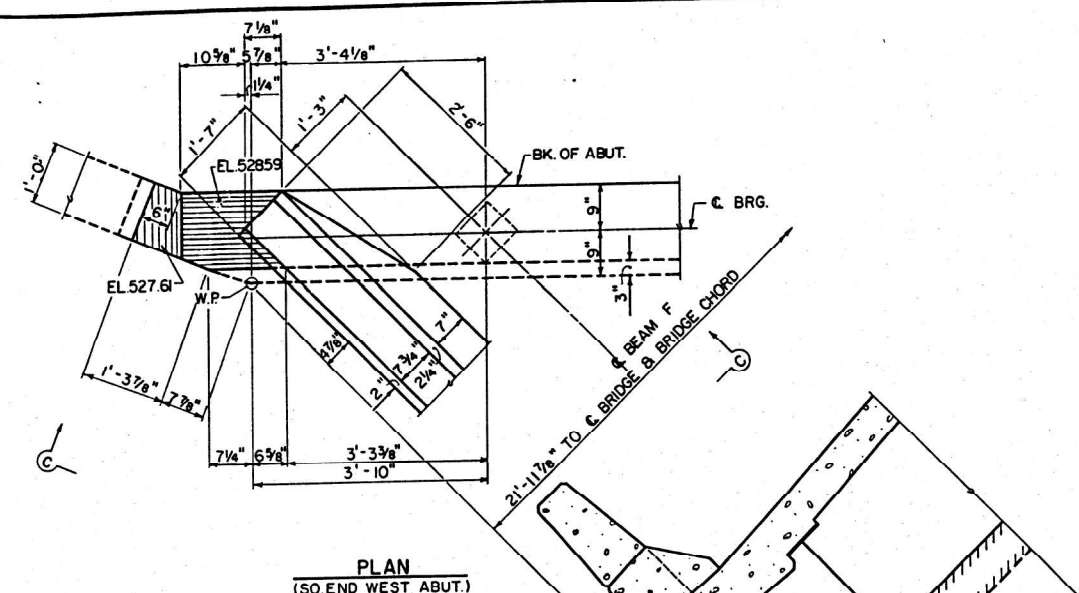 7 1/8"
10 5/8" 5 7/8" 3'-4 1/8"
1 1/4"
1'-7"
1'-3"
2'-6"
EL.528.59
BK. OF ABUT.
1'-0"
6"
9"
℄ BRG.
9"
EL.527.61
W.P.
3"
℄ BEAM F
21'-11 7/8" TO ℄ BRIDGE & BRIDGE CHORD
C
4 7/8"
7"
7 3/4"
2 1/4"
2"
1'-3 7/8"
7 7/8"
C
7 1/4" 6 5/8" 3'-3 3/8"
3'-10"
PLAN
(SO. END WEST ABUT.)